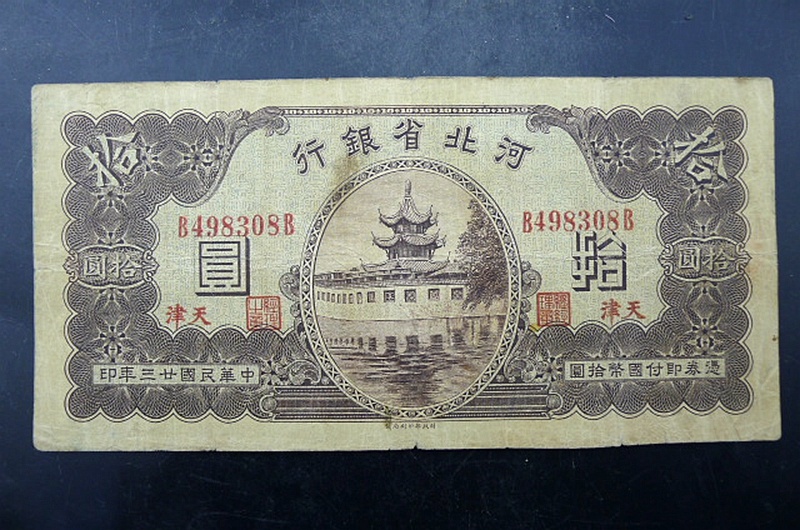 河北省銀行
拾
拾
B498308B
B498308B
拾
圓
拾圓
拾圓
天津
天津
憑券即付國幣拾圓
中華民國廿三年印